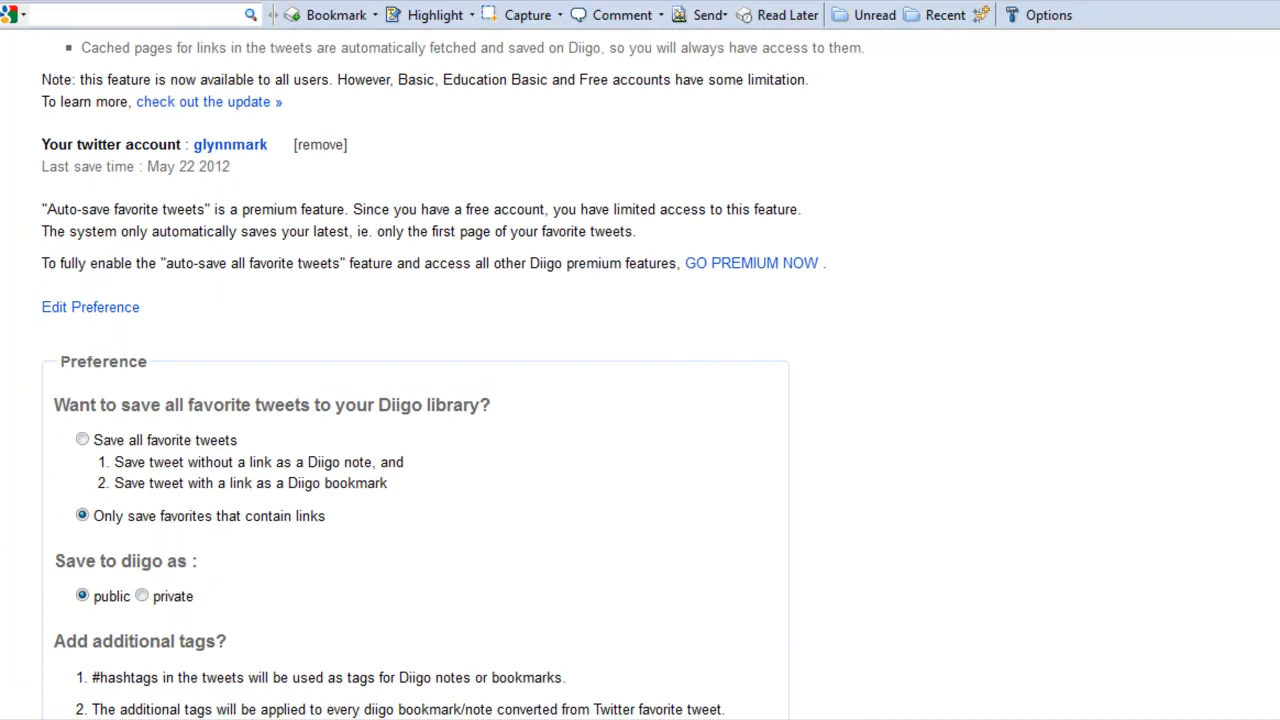 Bookmark Highlight Capture Comment Send Read Later Unread Recent Options
Cached pages for links in the tweets are automatically fetched and saved on Diigo, so you will always have access to them.
Note: this feature is now available to all users. However, Basic, Education Basic and Free accounts have some limitation.
To learn more, check out the update »
Your twitter account : glynnmark [remove]
Last save time : May 22 2012
"Auto-save favorite tweets" is a premium feature. Since you have a free account, you have limited access to this feature.
The system only automatically saves your latest, ie. only the first page of your favorite tweets.
To fully enable the "auto-save all favorite tweets" feature and access all other Diigo premium features, GO PREMIUM NOW .
Edit Preference
Preference
Want to save all favorite tweets to your Diigo library?
Save all favorite tweets
1. Save tweet without a link as a Diigo note, and
2. Save tweet with a link as a Diigo bookmark
Only save favorites that contain links
Save to diigo as :
public private
Add additional tags?
1. #hashtags in the tweets will be used as tags for Diigo notes or bookmarks.
2. The additional tags will be applied to every diigo bookmark/note converted from Twitter favorite tweet.